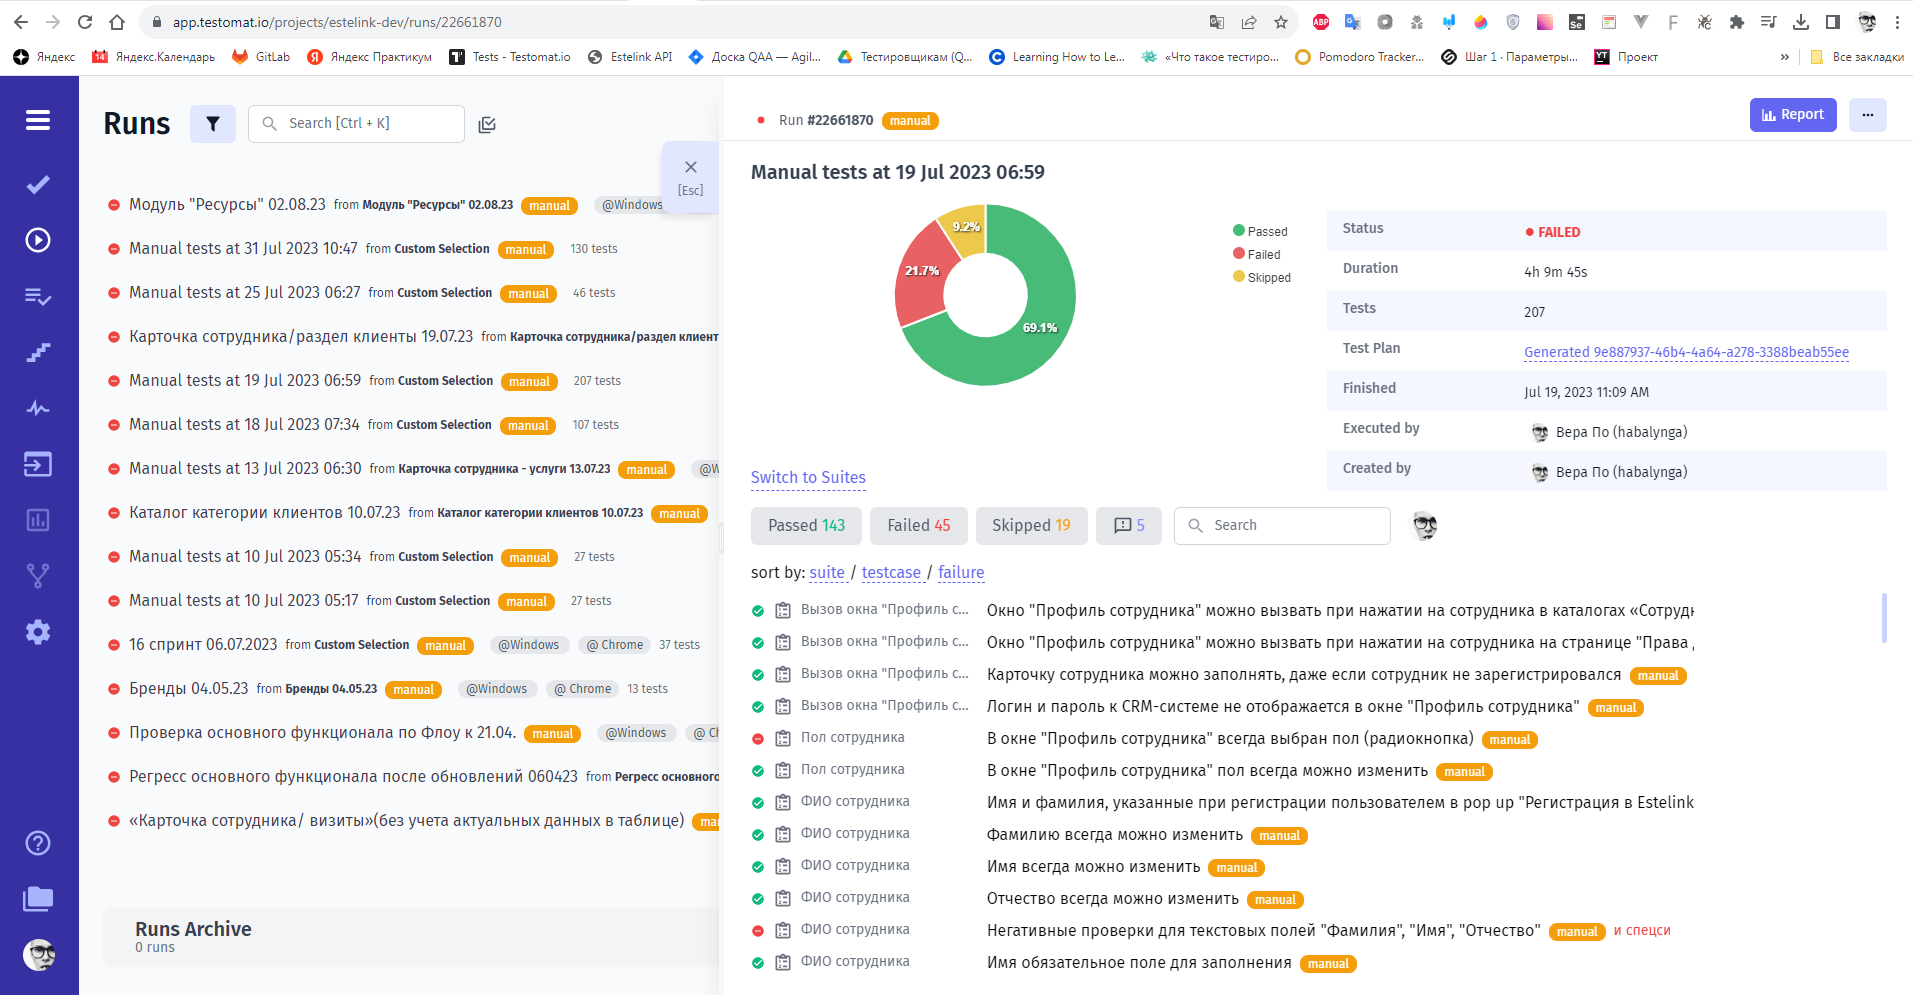 app.testomat.io/projects/estelink-dev/runs/22661870
Яндекс
Яндекс.Календарь
GitLab
Яндекс Практикум
Tests - Testomat.io
Estelink API
Доска QAA — Agil...
Тестировщикам (Q...
Learning How to Le...
«Что такое тестиро...
Pomodoro Tracker...
Шаг 1 · Параметры...
Проект
»
Все закладки
Runs
Search [Ctrl + K]
[Esc]
Модуль "Ресурсы" 02.08.23 from Модуль "Ресурсы" 02.08.23 manual @Windows
Manual tests at 31 Jul 2023 10:47 from Custom Selection manual 130 tests
Manual tests at 25 Jul 2023 06:27 from Custom Selection manual 46 tests
Карточка сотрудника/раздел клиенты 19.07.23 from Карточка сотрудника/раздел клиент
Manual tests at 19 Jul 2023 06:59 from Custom Selection manual 207 tests
Manual tests at 18 Jul 2023 07:34 from Custom Selection manual 107 tests
Manual tests at 13 Jul 2023 06:30 from Карточка сотрудника - услуги 13.07.23 manual @W
Каталог категории клиентов 10.07.23 from Каталог категории клиентов 10.07.23 manual
Manual tests at 10 Jul 2023 05:34 from Custom Selection manual 27 tests
Manual tests at 10 Jul 2023 05:17 from Custom Selection manual 27 tests
16 спринт 06.07.2023 from Custom Selection manual @Windows @ Chrome 37 tests
Бренды 04.05.23 from Бренды 04.05.23 manual @Windows @ Chrome 13 tests
Проверка основного функционала по Флоу к 21.04. manual @Windows @ Ch
Регресс основного функционала после обновлений 060423 from Регресс основного
«Карточка сотрудника/ визиты»(без учета актуальных данных в таблице) man
Runs Archive
0 runs
Run #22661870 manual
Report
...
Manual tests at 19 Jul 2023 06:59
9.2%
21.7%
69.1%
Passed
Failed
Skipped
Status FAILED
Duration 4h 9m 45s
Tests 207
Test Plan Generated 9e887937-46b4-4a64-a278-3388beab55ee
Finished Jul 19, 2023 11:09 AM
Executed by Вера По (habalynga)
Created by Вера По (habalynga)
Switch to Suites
Passed 143
Failed 45
Skipped 19
5
Search
sort by: suite / testcase / failure
Вызов окна "Профиль с... Окно "Профиль сотрудника" можно вызвать при нажатии на сотрудника в каталогах «Сотрудн
Вызов окна "Профиль с... Окно "Профиль сотрудника" можно вызвать при нажатии на сотрудника на странице "Права
Вызов окна "Профиль с... Карточку сотрудника можно заполнять, даже если сотрудник не зарегистрировался manual
Вызов окна "Профиль с... Логин и пароль к CRM-системе не отображается в окне "Профиль сотрудника" manual
Пол сотрудника В окне "Профиль сотрудника" всегда выбран пол (радиокнопка) manual
Пол сотрудника В окне "Профиль сотрудника" пол всегда можно изменить manual
ФИО сотрудника Имя и фамилия, указанные при регистрации пользователем в pop up "Регистрация в Estelink
ФИО сотрудника Фамилию всегда можно изменить manual
ФИО сотрудника Имя всегда можно изменить manual
ФИО сотрудника Отчество всегда можно изменить manual
ФИО сотрудника Негативные проверки для текстовых полей "Фамилия", "Имя", "Отчество" manual и спецси
ФИО сотрудника Имя обязательное поле для заполнения manual